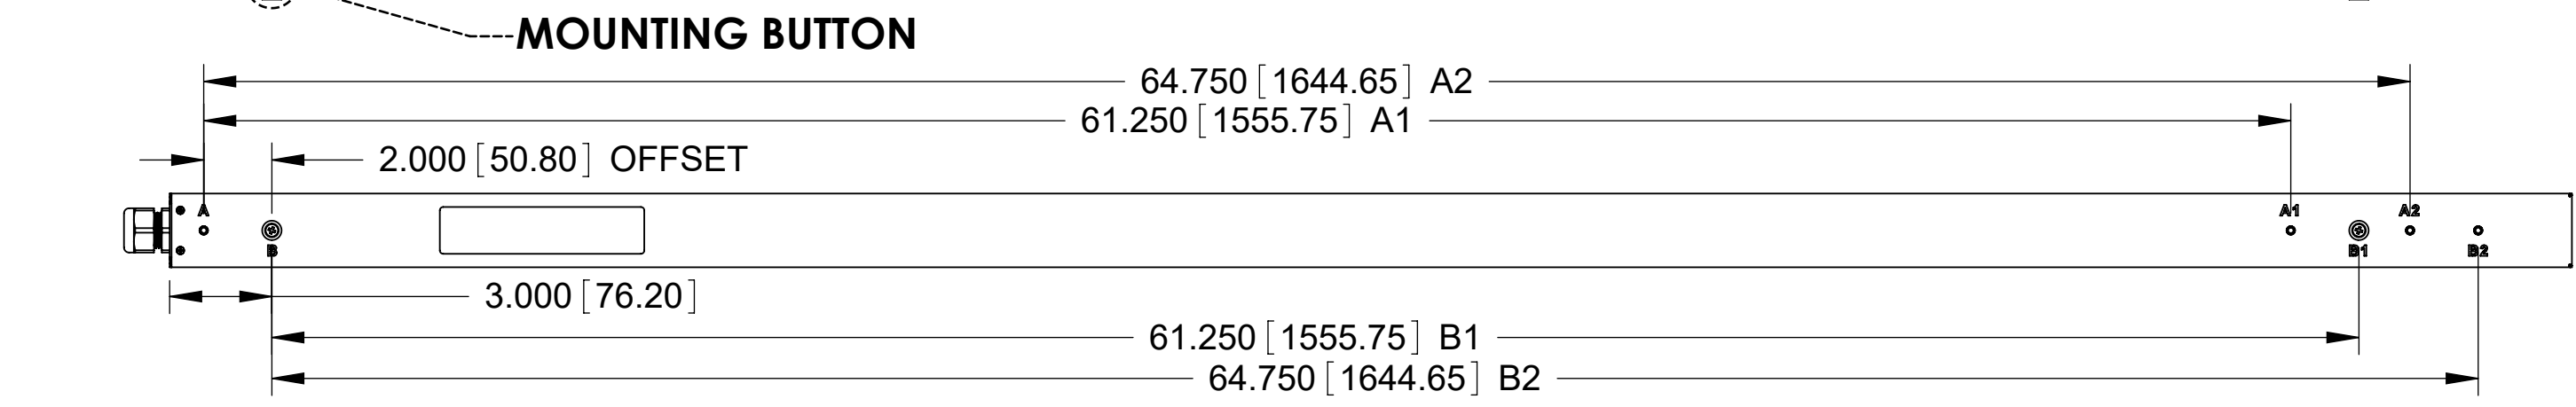 MOUNTING BUTTON
64.750 [1644.65] A2
61.250 [1555.75] A1
2.000 [50.80] OFFSET
A
A1
A2
B
B1
B2
3.000 [76.20]
61.250 [1555.75] B1
64.750 [1644.65] B2